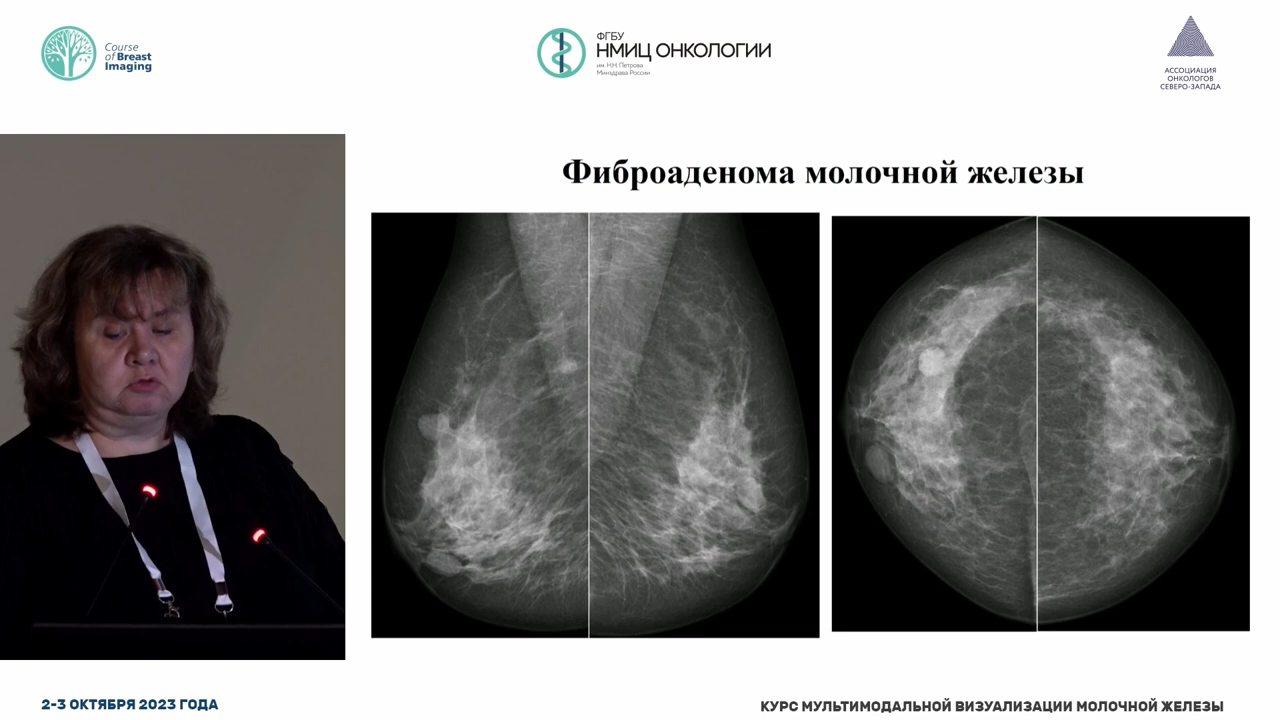 Course
of Breast
Imaging
ФГБУ
НМИЦ ОНКОЛОГИИ
им. Н.Н. Петрова
Минздрава России
АССОЦИАЦИЯ
ОНКОЛОГОВ
СЕВЕРО-ЗАПАДА
Фиброаденома молочной железы
2-3 ОКТЯБРЯ 2023 ГОДА
КУРС МУЛЬТИМОДАЛЬНОЙ ВИЗУАЛИЗАЦИИ МОЛОЧНОЙ ЖЕЛЕЗЫ